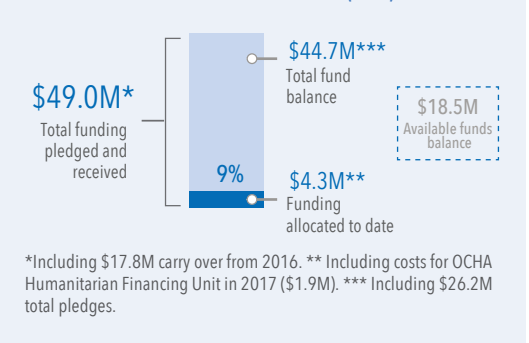 $49.0M*
Total funding
pledged and
received
$44.7M***
Total fund
balance
9%
$4.3M**
Funding
allocated to date
$18.5M
Available funds
balance
*Including $17.8M carry over from 2016. ** Including costs for OCHA
Humanitarian Financing Unit in 2017 ($1.9M). *** Including $26.2M
total pledges.